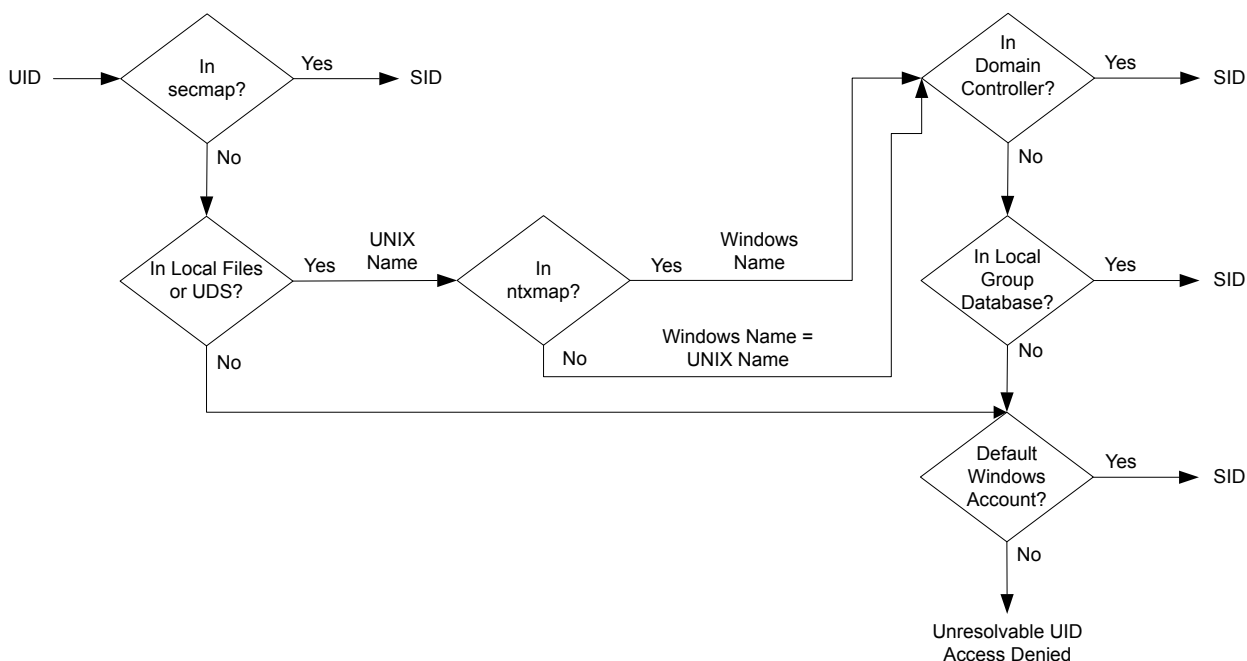 UID
In
secmap?
Yes
SID
No
In
Domain
Controller?
Yes
SID
No
In Local Files
or UDS?
Yes
UNIX
Name
No
In
ntxmap?
Yes
Windows
Name
No
Windows Name =
UNIX Name
In Local
Group
Database?
Yes
SID
No
Default
Windows
Account?
Yes
SID
No
Unresolvable UID
Access Denied